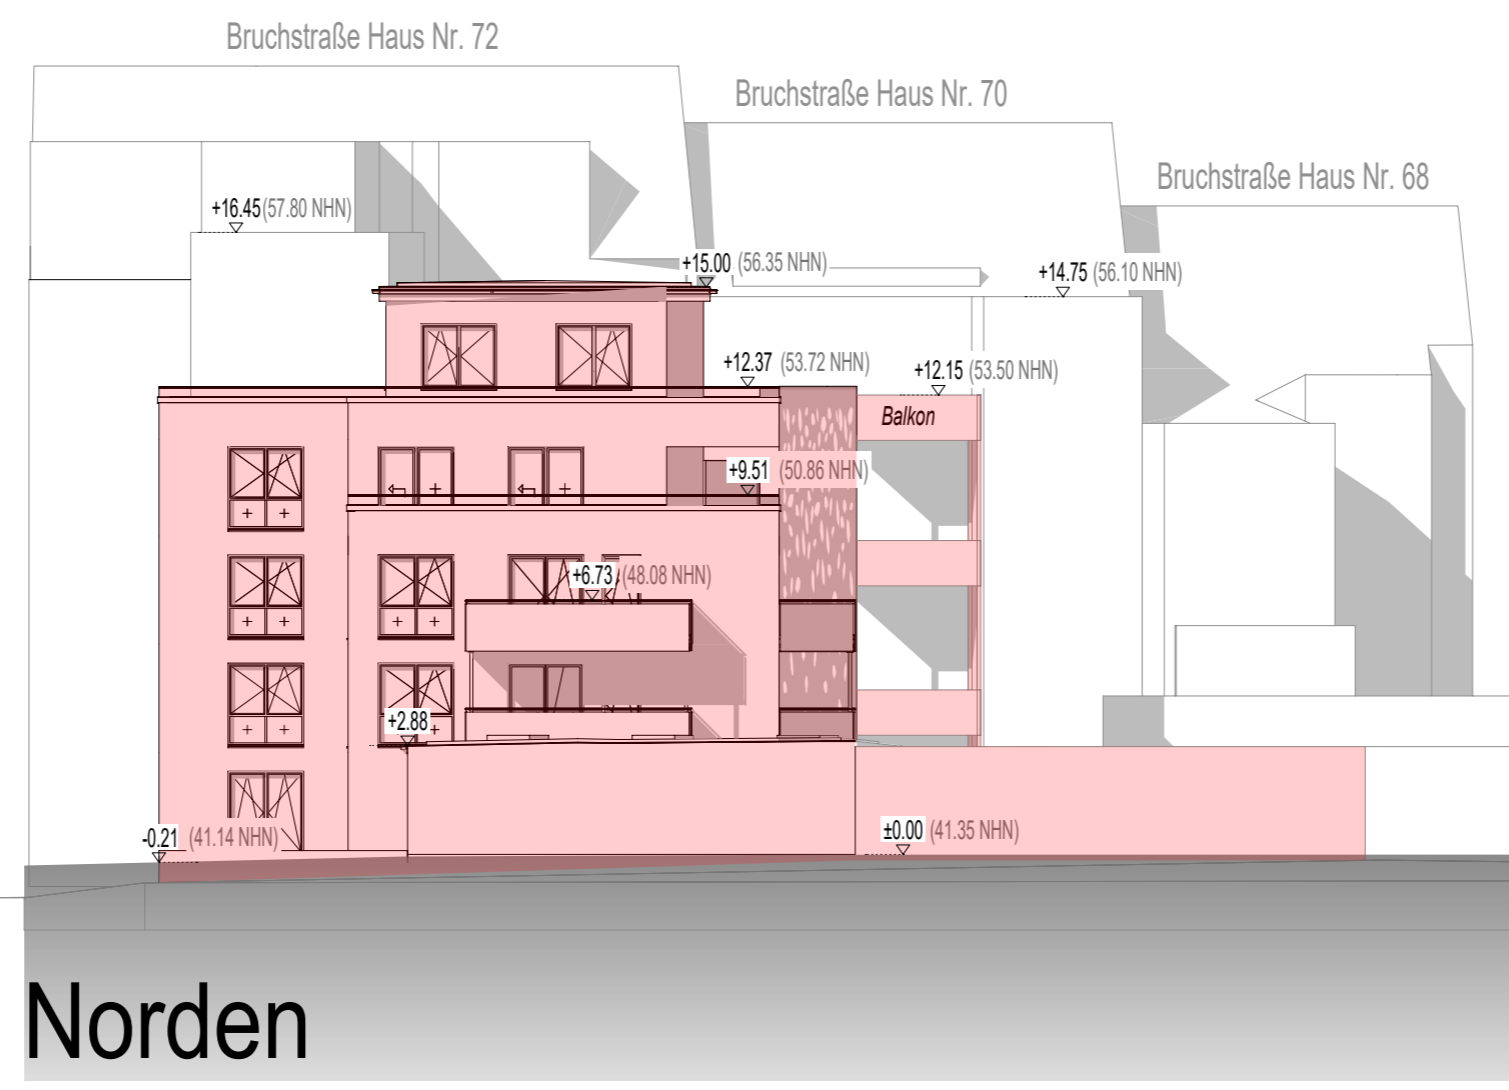 Bruchstraße Haus Nr. 72
Bruchstraße Haus Nr. 70
Bruchstraße Haus Nr. 68
+16.45 (57.80 NHN)
+15.00 (56.35 NHN)
+14.75 (56.10 NHN)
+12.37 (53.72 NHN)
+12.15 (53.50 NHN)
Balkon
+9.51 (50.86 NHN)
+6.73 (48.08 NHN)
+2.88
-0.21 (41.14 NHN)
±0.00 (41.35 NHN)
Norden